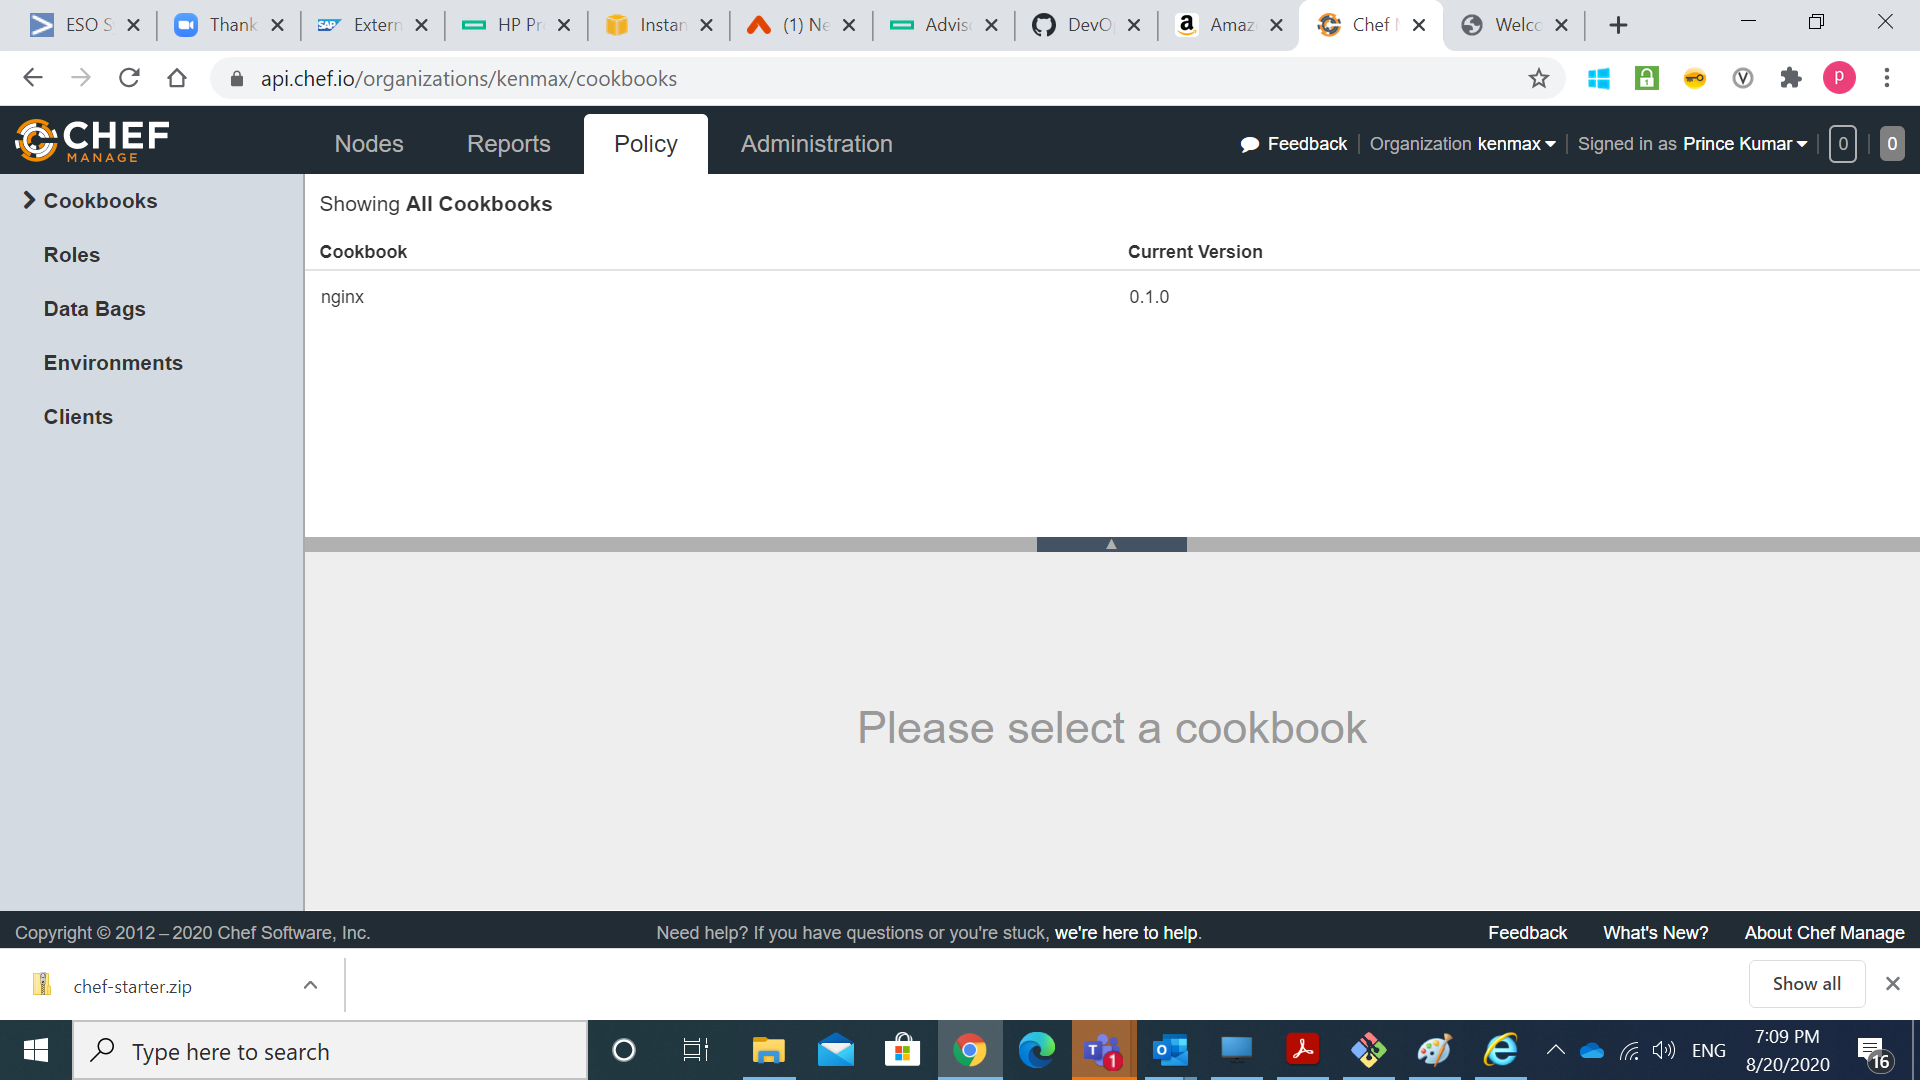 ESO S
Thank
SAP Extern
HP Pr
Instan
(1) Ne
Advis
DevO
Amaz
Chef
Welco
api.chef.io/organizations/kenmax/cookbooks
P
CHEF
MANAGE
Nodes
Reports
Policy
Administration
Feedback
Organization kenmax
Signed in as Prince Kumar
0
0
Cookbooks
Roles
Data Bags
Environments
Clients
Showing All Cookbooks
Cookbook Current Version
nginx 0.1.0
Please select a cookbook
Copyright © 2012 – 2020 Chef Software, Inc.
Need help? If you have questions or you're stuck, we're here to help.
Feedback What's New? About Chef Manage
chef-starter.zip
Show all
Type here to search
1
ENG
7:09 PM
8/20/2020
16